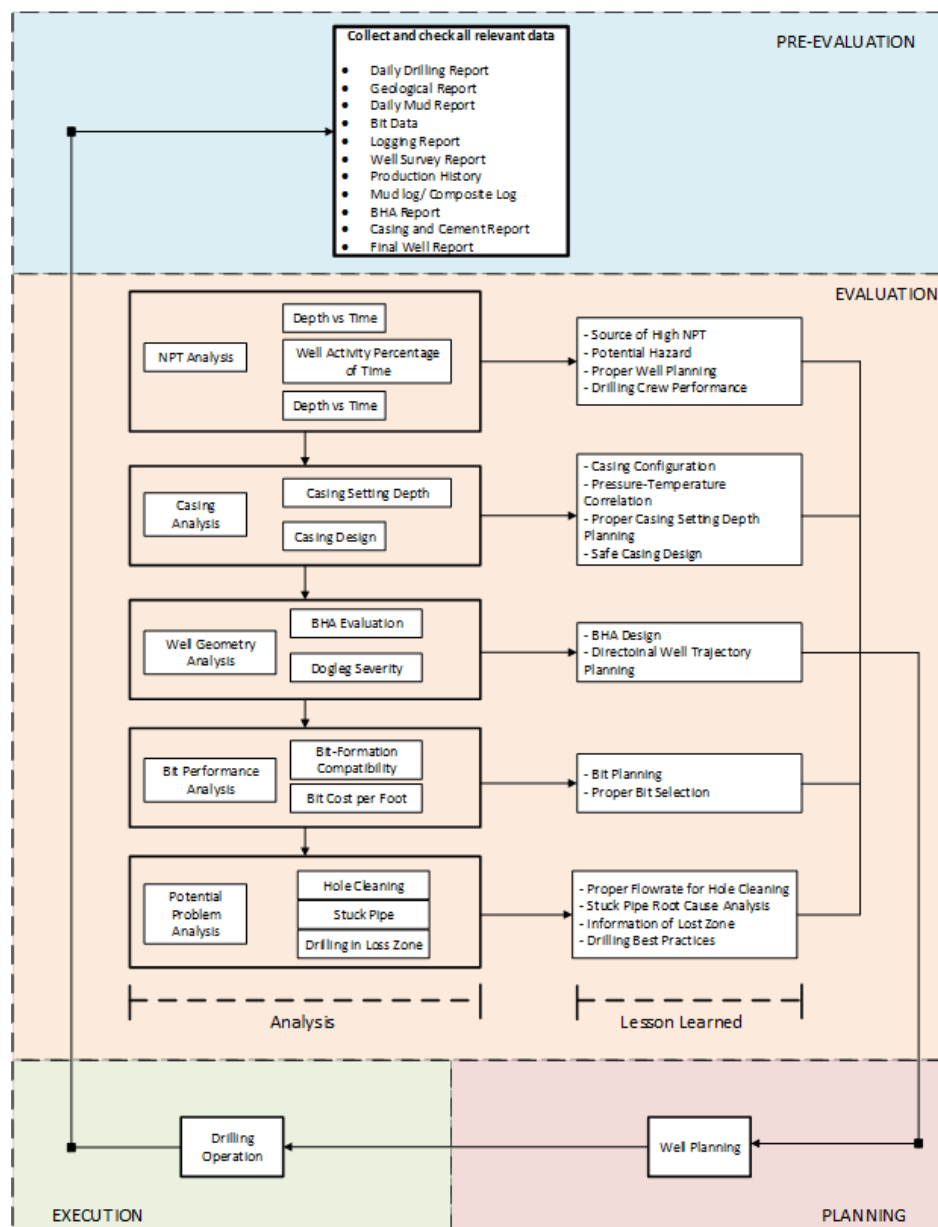 PRE-EVALUATION
Collect and check all relevant data
Daily Drilling Report
Geological Report
Daily Mud Report
Bit Data
Logging Report
Well Survey Report
Production History
Mud log/ Composite Log
BHA Report
Casing and Cement Report
Final Well Report
EVALUATION
NPT Analysis
Depth vs Time
Well Activity Percentage
of Time
Depth vs Time
- Source of High NPT
- Potential Hazard
- Proper Well Planning
- Drilling Crew Performance
Casing
Analysis
Casing Setting Depth
Casing Design
- Casing Configuration
- Pressure-Temperature
Correlation
- Proper Casing Setting Depth
Planning
- Safe Casing Design
Well Geometry
Analysis
BHA Evaluation
Dogleg Severity
- BHA Design
- Directoinal Well Trajectory
Planning
Bit Performance
Analysis
Bit-Formation
Compatibility
Bit Cost per Foot
- Bit Planning
- Proper Bit Selection
Potential
Problem
Analysis
Hole Cleaning
Stuck Pipe
Drilling in Loss Zone
- Proper Flowrate for Hole Cleaning
- Stuck Pipe Root Cause Analysis
- Information of Lost Zone
- Drilling Best Practices
Analysis
Lesson Learned
Drilling
Operation
Well Planning
EXECUTION
PLANNING